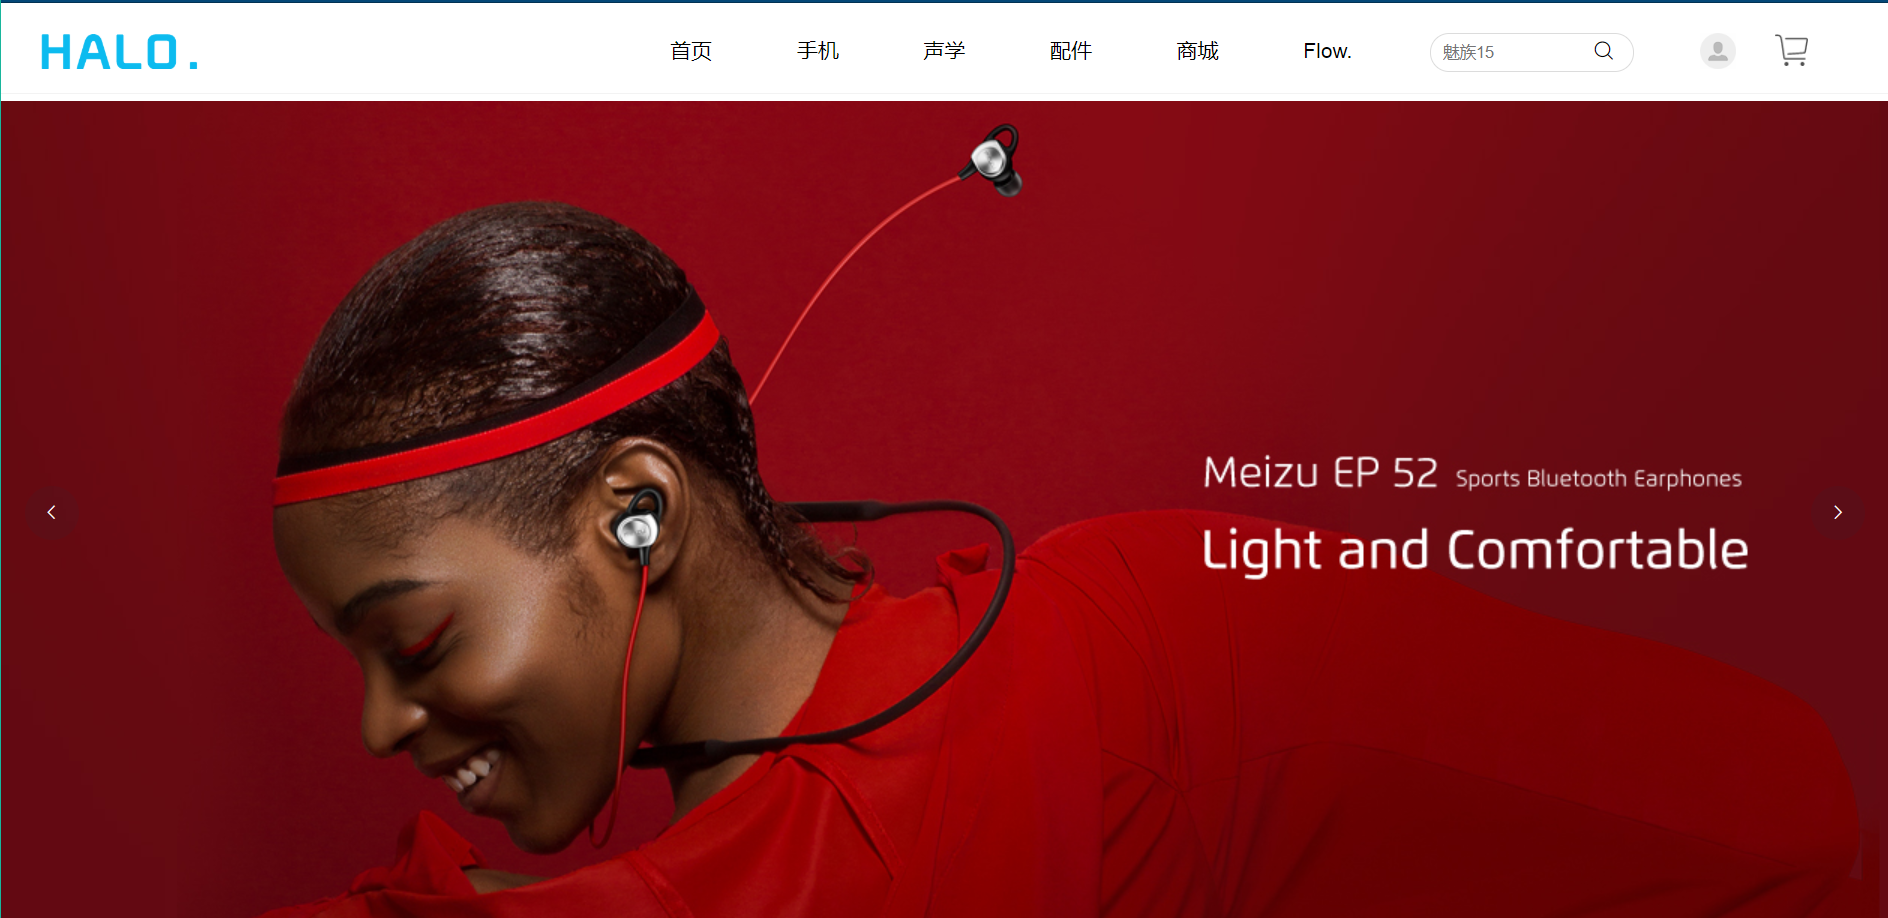 HALO.
首页 手机 声学 配件 商城 Flow. 魅族15
Meizu EP 52 Sports Bluetooth Earphones
Light and Comfortable